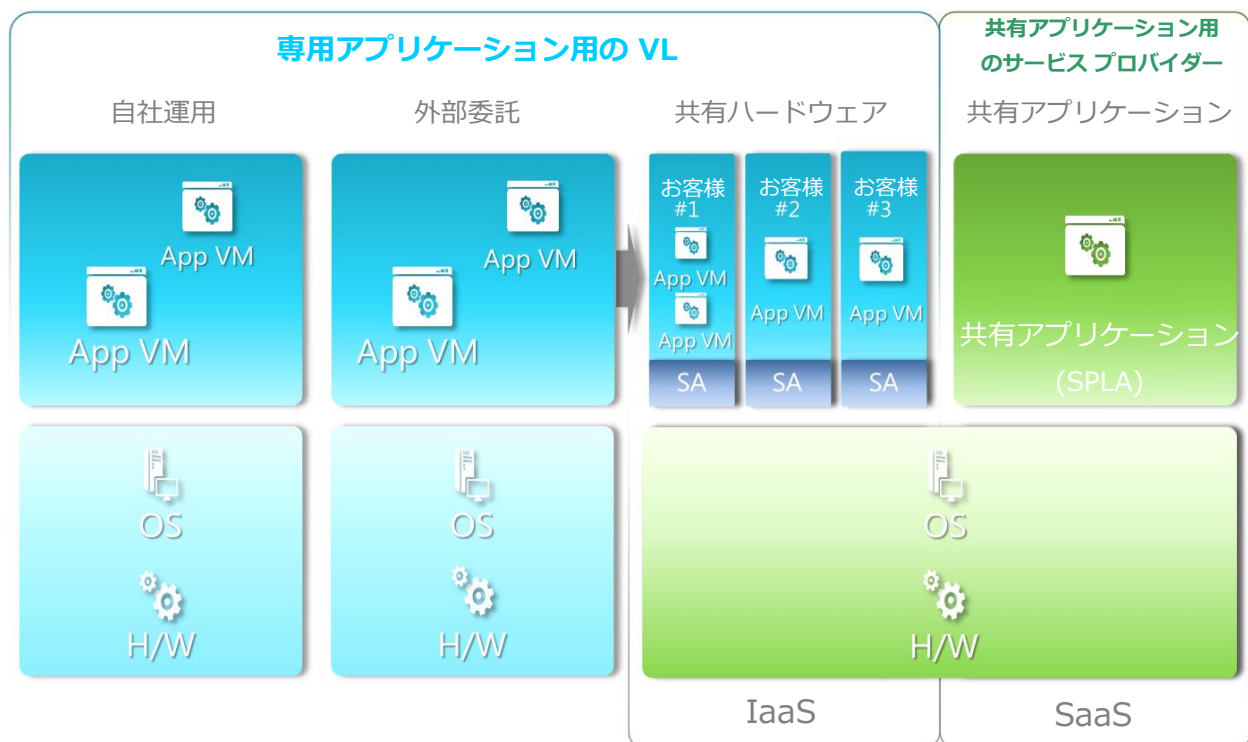 専用アプリケーション用の VL
共有アプリケーション用
のサービス プロバイダー
自社運用
外部委託
共有ハードウェア
共有アプリケーション
App VM
App VM
App VM
App VM
お客様
#1
App VM
App VM
SA
お客様
#2
App VM
SA
お客様
#3
App VM
SA
共有アプリケーション
(SPLA)
OS
H/W
OS
H/W
OS
H/W
IaaS
SaaS